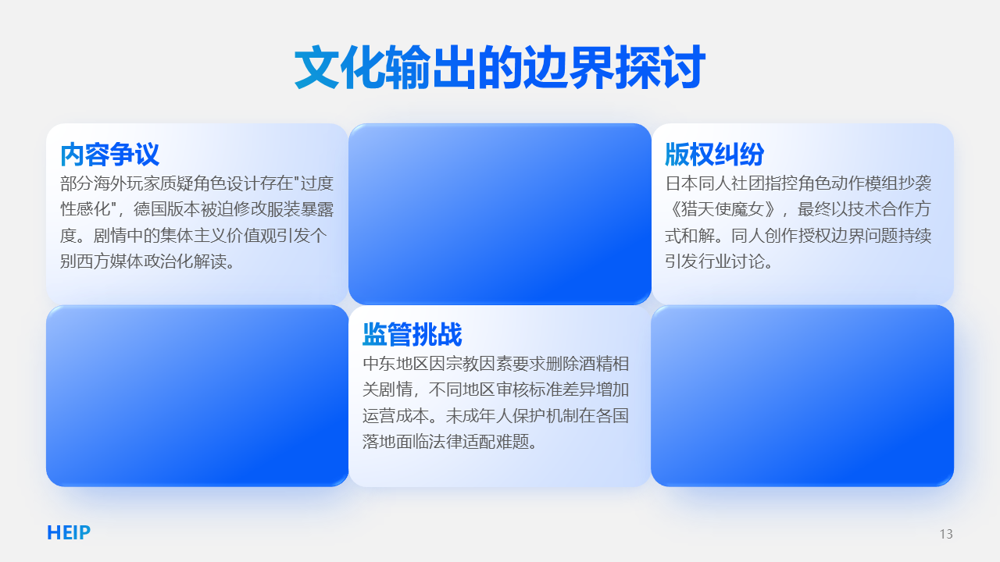 文化输出的边界探讨
内容争议
部分海外玩家质疑角色设计存在"过度
性感化"，德国版本被迫修改服装暴露
度。剧情中的集体主义价值观引发个
别西方媒体政治化解读。
版权纠纷
日本同人社团指控角色动作模组抄袭
《猎天使魔女》，最终以技术合作方
式和解。同人创作授权边界问题持续
引发行业讨论。
监管挑战
中东地区因宗教因素要求删除酒精相
关剧情，不同地区审核标准差异增加
运营成本。未成年人保护机制在各国
落地面临法律适配难题。
HEIP
13